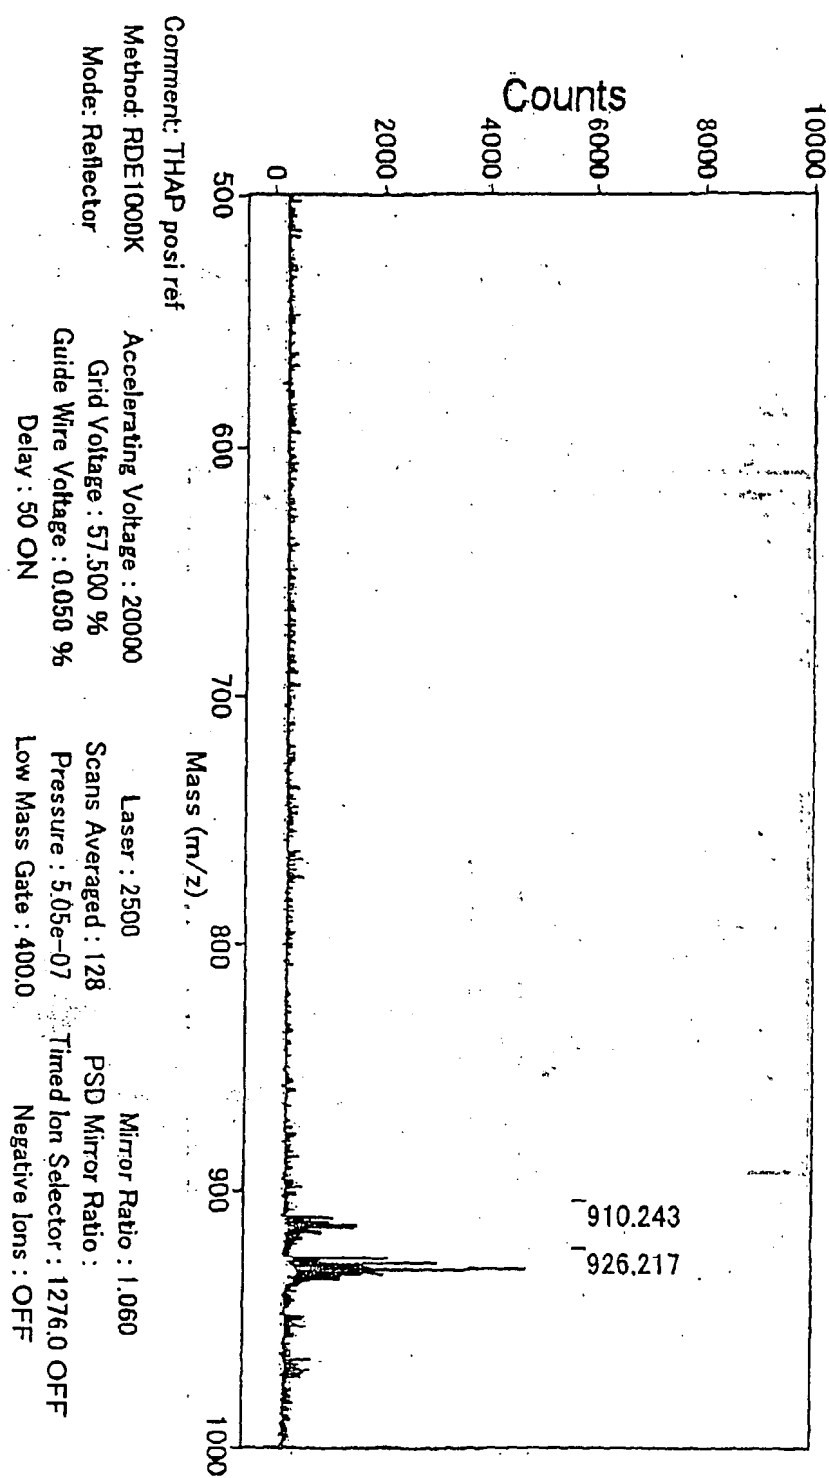 Counts
10000
8000
6000
4000
2000
0
500
600
700
800
900
1000
910.243
926.217
Mass (m/z)
Comment: THAP posi ref
Method: RDE1000K
Mode: Reflector
Accelerating Voltage : 20000
Grid Voltage : 57.500 %
Guide Wire Voltage : 0.050 %
Delay : 50 ON
Laser : 2500
Scans Averaged : 128
Pressure : 5.05e-07
Low Mass Gate : 400.0
Mirror Ratio : 1.060
PSD Mirror Ratio :
Timed Ion Selector : 1276.0 OFF
Negative Ions : OFF